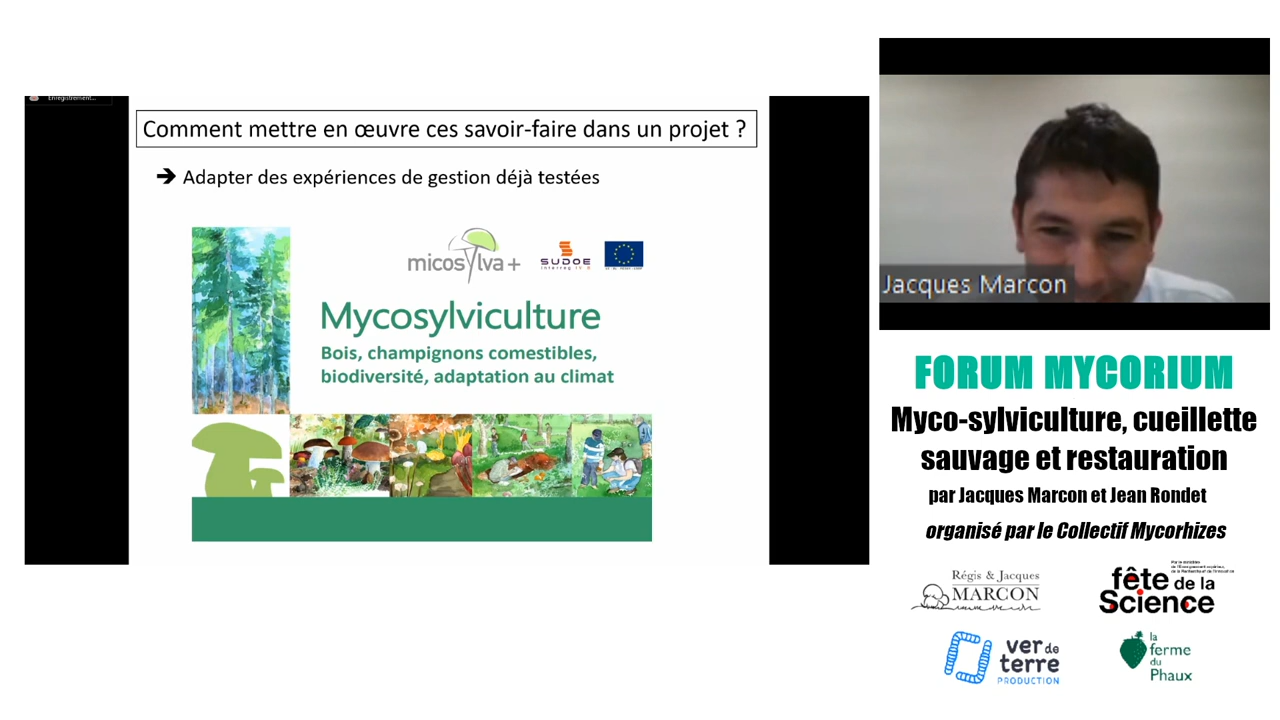 Enregistrement...
Comment mettre en œuvre ces savoir-faire dans un projet ?
➔ Adapter des expériences de gestion déjà testées
micosylva+
SUDOE
Interreg IV B
Mycosylviculture
Bois, champignons comestibles,
biodiversité, adaptation au climat
Jacques Marcon
FORUM MYCORIUM
Myco-sylviculture, cueillette
sauvage et restauration
par Jacques Marcon et Jean Rondet
organisé par le Collectif Mycorhizes
Régis & Jacques
MARCON
fête de la
Science
ver de
terre
PRODUCTION
la
ferme
du
Phaux